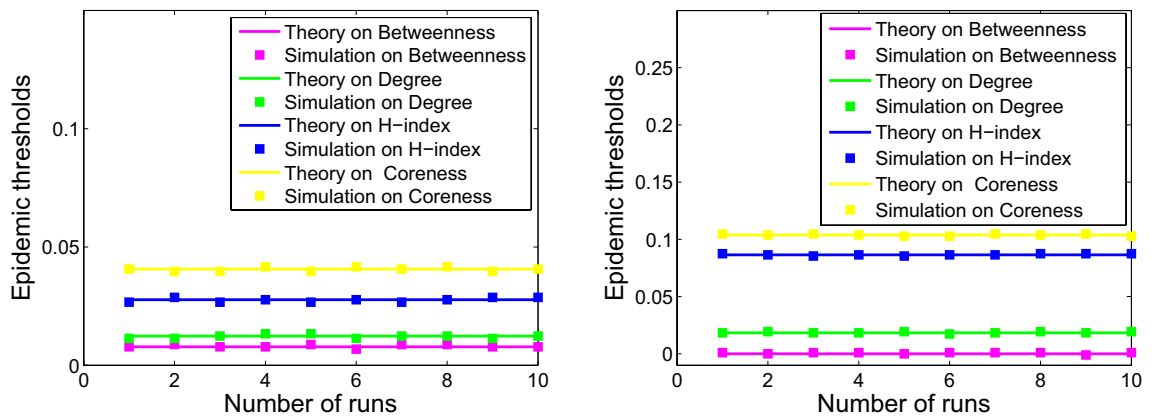 Epidemic thresholds
0.1
0.05
0
0
2
4
6
8
10
Number of runs
Theory on Betweenness
Simulation on Betweenness
Theory on Degree
Simulation on Degree
Theory on H−index
Simulation on H−index
Theory on Coreness
Simulation on Coreness
Epidemic thresholds
0.25
0.2
0.15
0.1
0.05
0
0
2
4
6
8
10
Number of runs
Theory on Betweenness
Simulation on Betweenness
Theory on Degree
Simulation on Degree
Theory on H−index
Simulation on H−index
Theory on Coreness
Simulation on Coreness